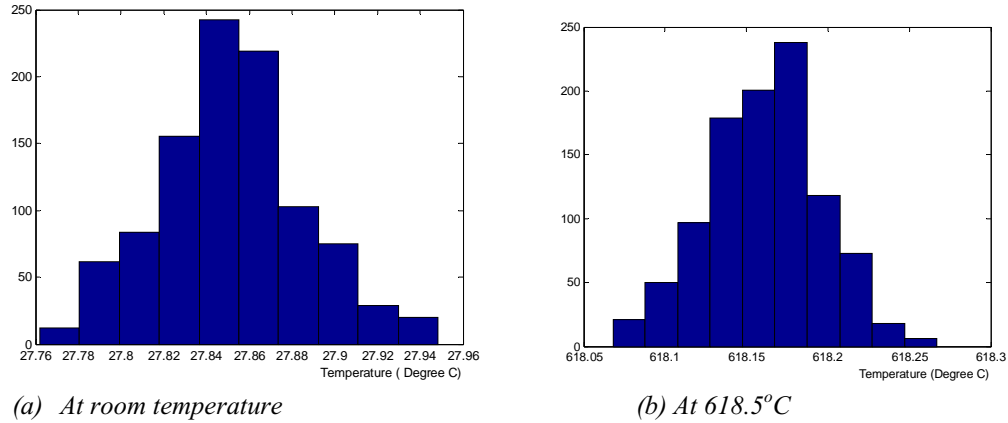 250
200
150
100
50
0
27.76 27.78 27.8 27.82 27.84 27.86 27.88 27.9 27.92 27.94 27.96
Temperature ( Degree C)
250
200
150
100
50
0
618.05 618.1 618.15 618.2 618.25 618.3
Temperature (Degree C)
(a) At room temperature
(b) At 618.5°C